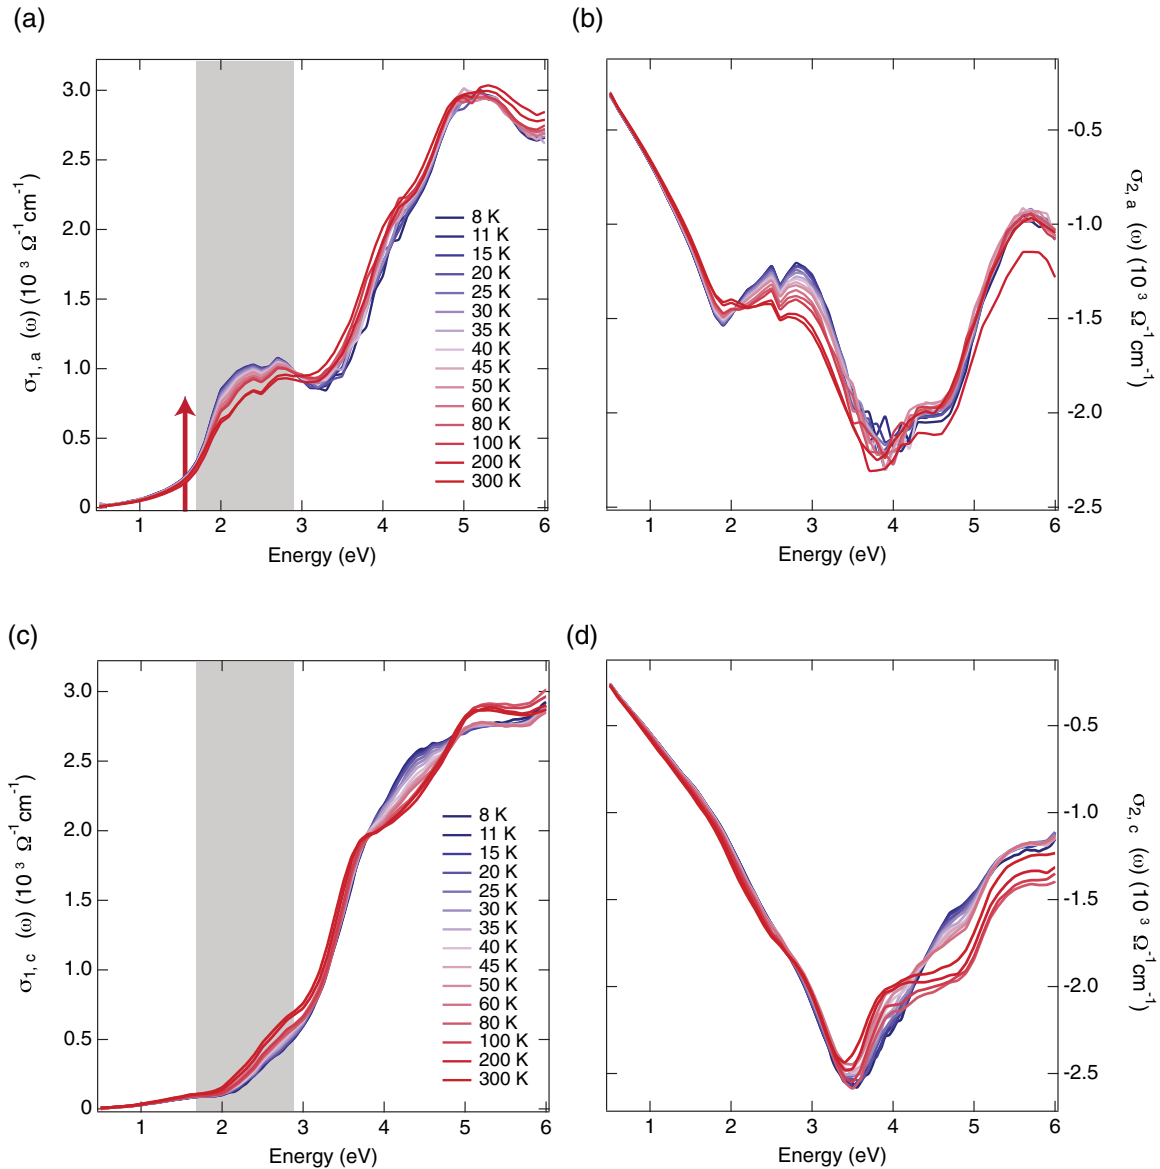 (a)
3.0
2.5
2.0
1.5
1.0
0.5
0
σ1, a (ω) (10 3 Ω-1cm-1)
8 K
11 K
15 K
20 K
25 K
30 K
35 K
40 K
45 K
50 K
60 K
80 K
100 K
200 K
300 K
1 2 3 4 5 6
Energy (eV)
(b)
-0.5
-1.0
-1.5
-2.0
-2.5
σ2, a (ω) (10 3 Ω-1cm-1)
1 2 3 4 5 6
Energy (eV)
(c)
3.0
2.5
2.0
1.5
1.0
0.5
0
σ1, c (ω) (10 3 Ω-1cm-1)
8 K
11 K
15 K
20 K
25 K
30 K
35 K
40 K
45 K
50 K
60 K
80 K
100 K
200 K
300 K
1 2 3 4 5 6
Energy (eV)
(d)
-0.5
-1.0
-1.5
-2.0
-2.5
σ2, c (ω) (10 3 Ω-1cm-1)
1 2 3 4 5 6
Energy (eV)